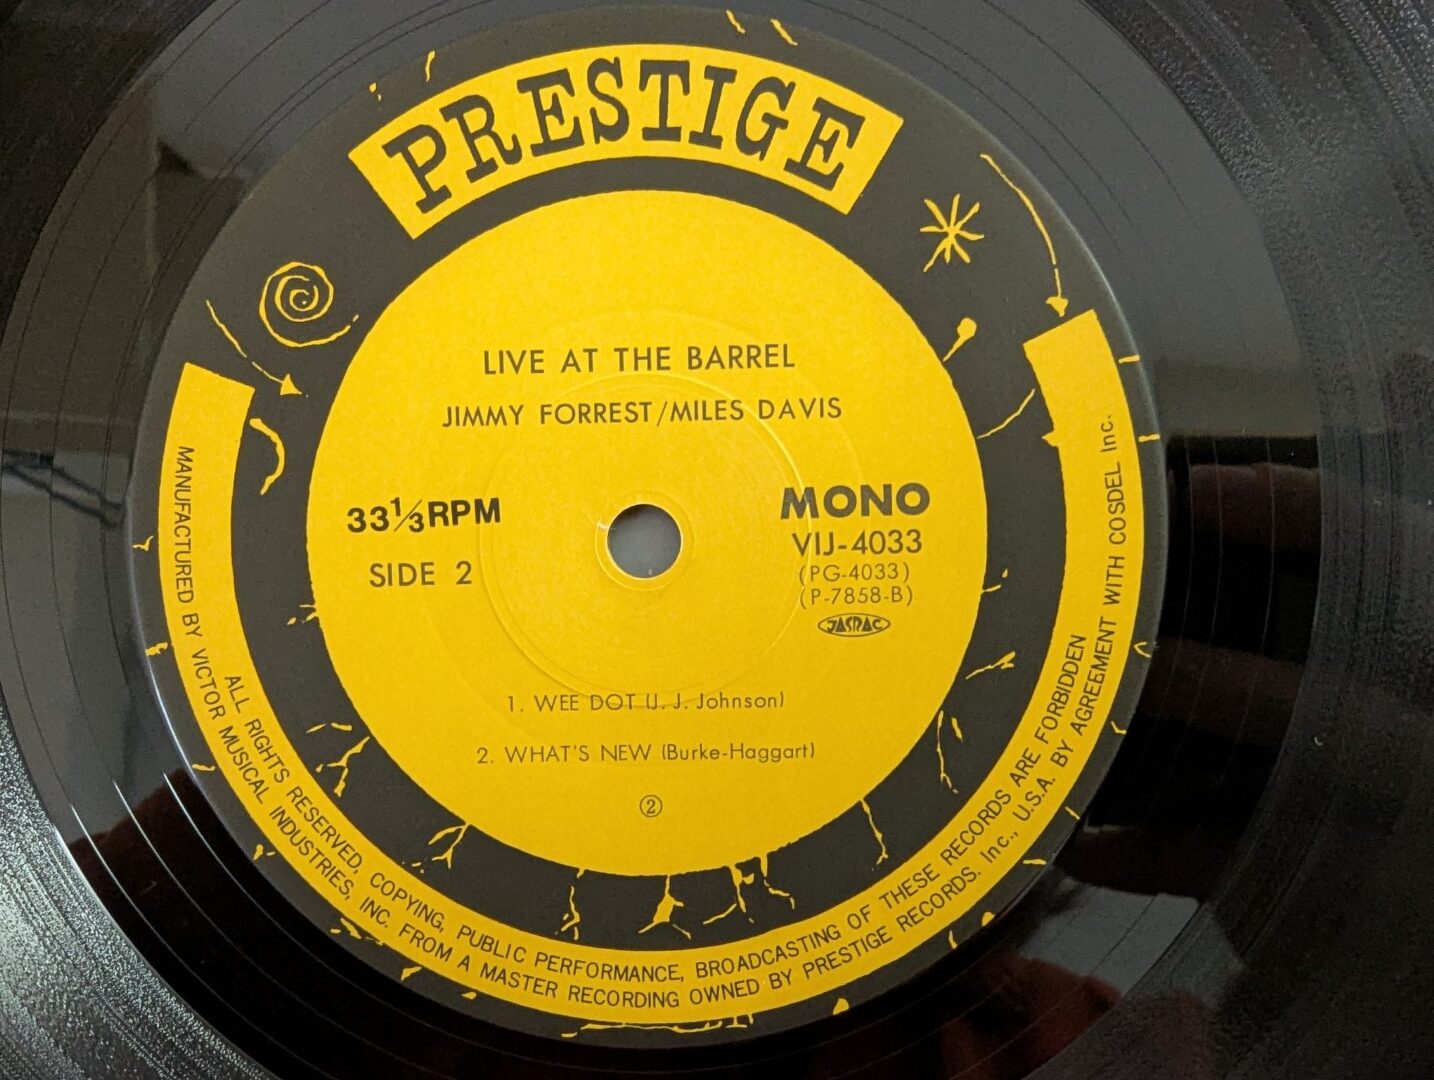 PRESTIGE
LIVE AT THE BARREL
JIMMY FORREST/MILES DAVIS
33⅓RPM
SIDE 2
MONO
VIJ-4033
(PG-4033)
(P-7858-B)
JASRAC
1. WEE DOT (J. J. Johnson)
2. WHAT'S NEW (Burke-Haggart)
②
ALL RIGHTS RESERVED, COPYING, PUBLIC PERFORMANCE, BROADCASTING OF THESE RECORDS ARE FORBIDDEN
MANUFACTURED BY VICTOR MUSICAL INDUSTRIES, INC. FROM A MASTER RECORDING OWNED BY PRESTIGE RECORDS. Inc., U.S.A. BY AGREEMENT WITH COSDEL Inc.